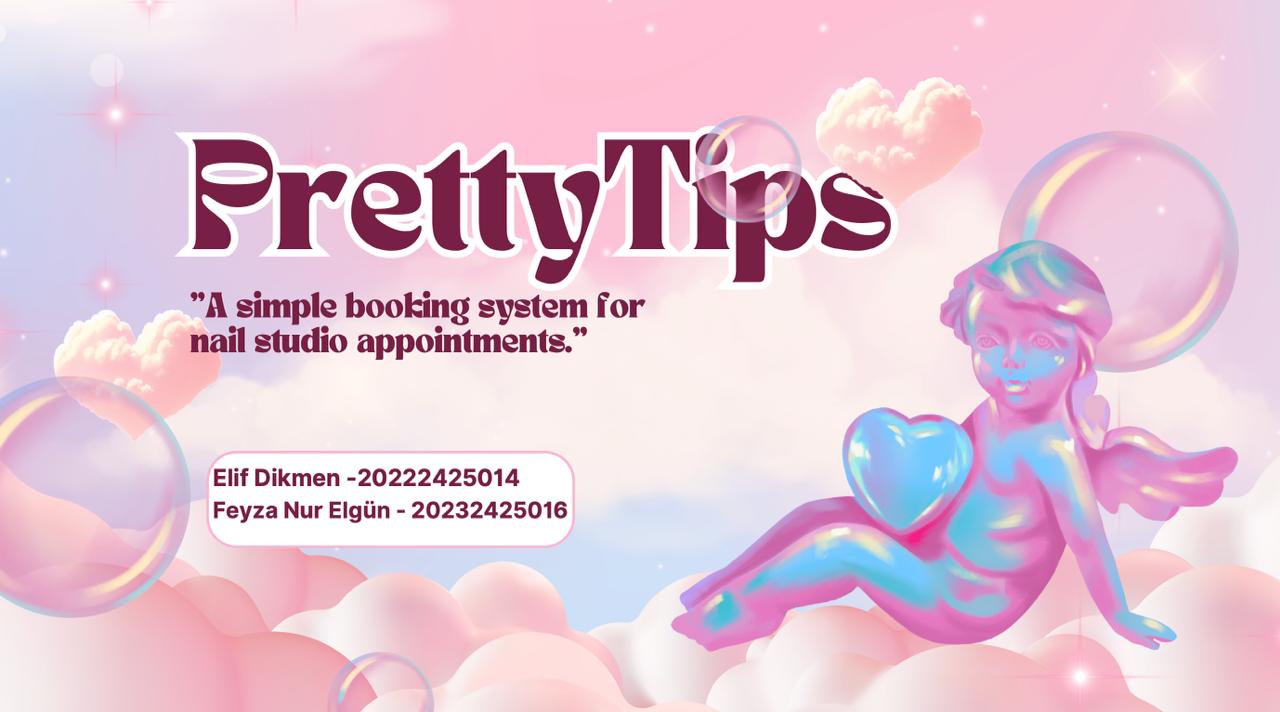 PrettyTips
”A simple booking system for
nail studio appointments.”
Elif Dikmen -20222425014
Feyza Nur Elgün - 20232425016